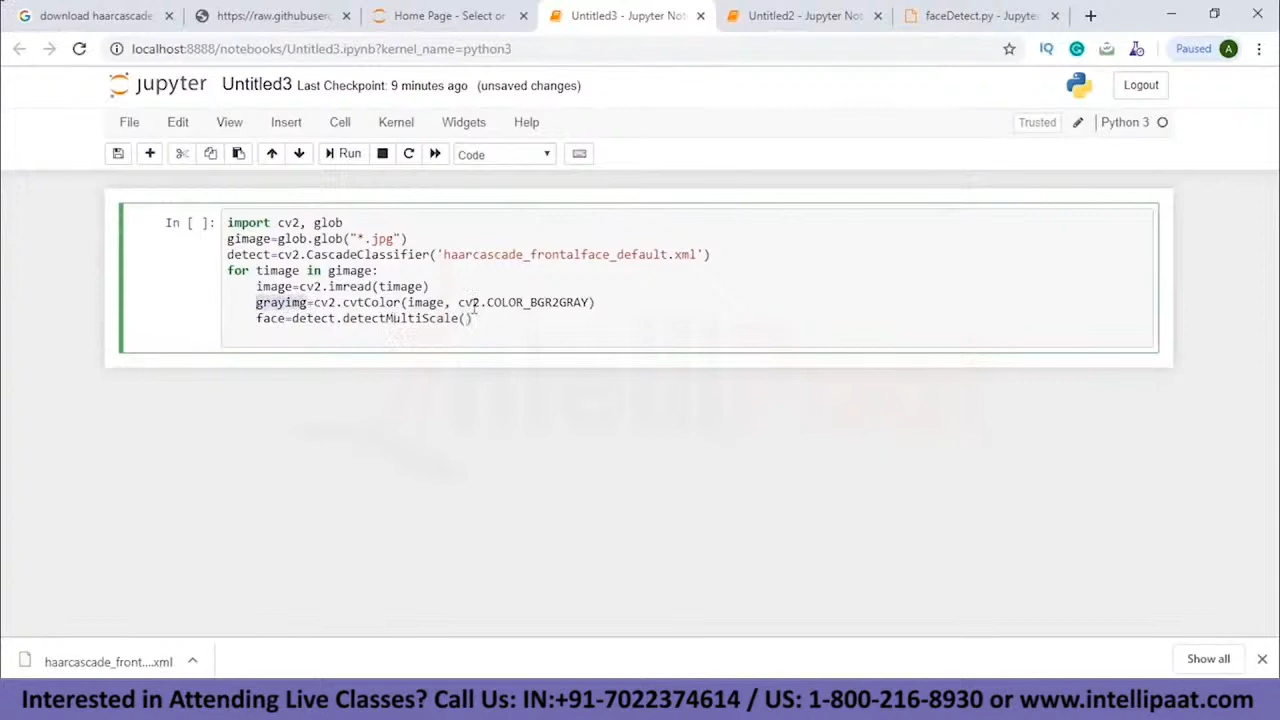 download haarcascade
https://raw.githubuserc
Home Page - Select or
Untitled3 - Jupyter Not
Untitled2 - Jupyter Not
faceDetect.py - Jupyter
localhost:8888/notebooks/Untitled3.ipynb?kernel_name=python3
IQ
G
Paused A
jupyter Untitled3 Last Checkpoint: 9 minutes ago (unsaved changes)
Logout
File Edit View Insert Cell Kernel Widgets Help
Trusted
Python 3
Run
Code
In [ ]:
import cv2, glob
gimage=glob.glob("*.jpg")
detect=cv2.CascadeClassifier('haarcascade_frontalface_default.xml')
for timage in gimage:
image=cv2.imread(timage)
grayimg=cv2.cvtColor(image, cv2.COLOR_BGR2GRAY)
face=detect.detectMultiScale()
haarcascade_front....xml
Show all
Interested in Attending Live Classes? Call Us: IN:+91-7022374614 / US: 1-800-216-8930 or www.intellipaat.com